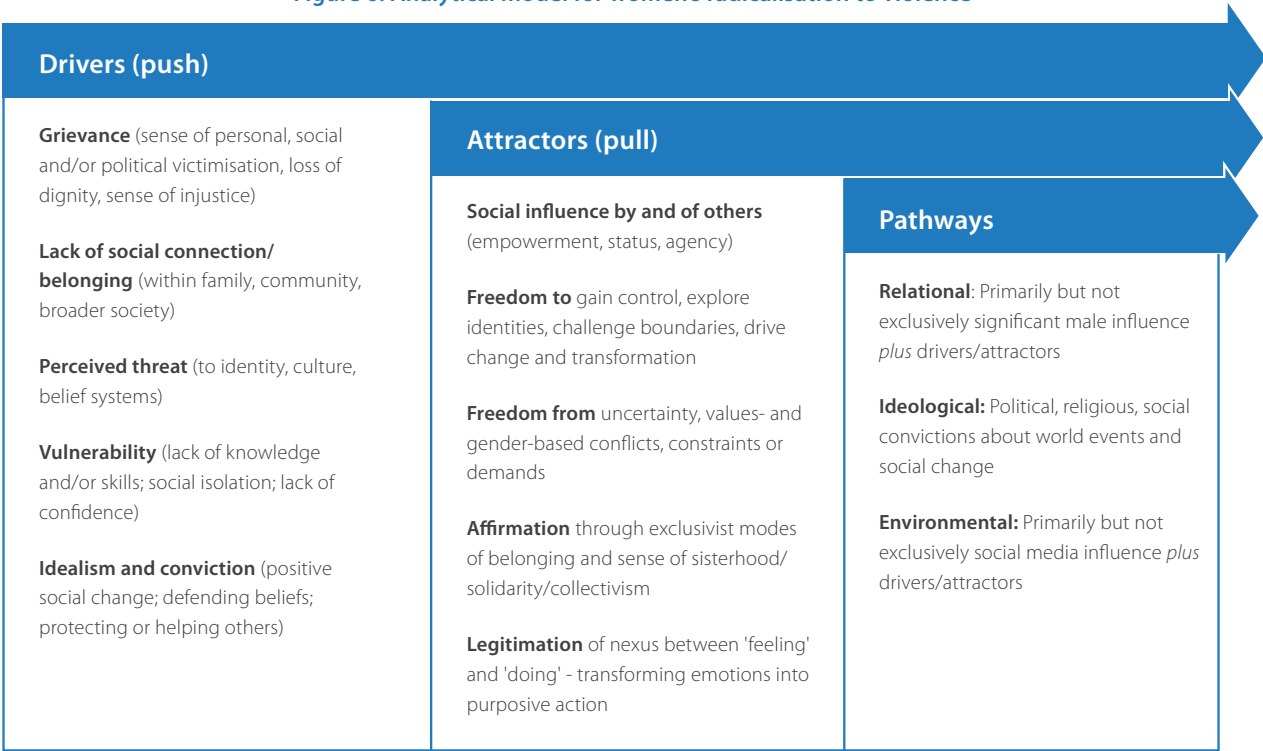 Drivers (push)
Grievance (sense of personal, social
and/or political victimisation, loss of
dignity, sense of injustice)
Lack of social connection/
belonging (within family, community,
broader society)
Perceived threat (to identity, culture,
belief systems)
Vulnerability (lack of knowledge
and/or skills; social isolation; lack of
confidence)
Idealism and conviction (positive
social change; defending beliefs;
protecting or helping others)
Attractors (pull)
Social influence by and of others
(empowerment, status, agency)
Freedom to gain control, explore
identities, challenge boundaries, drive
change and transformation
Freedom from uncertainty, values- and
gender-based conflicts, constraints or
demands
Affirmation through exclusivist modes
of belonging and sense of sisterhood/
solidarity/collectivism
Legitimation of nexus between 'feeling'
and 'doing' - transforming emotions into
purposive action
Pathways
Relational: Primarily but not
exclusively significant male influence
plus drivers/attractors
Ideological: Political, religious, social
convictions about world events and
social change
Environmental: Primarily but not
exclusively social media influence plus
drivers/attractors